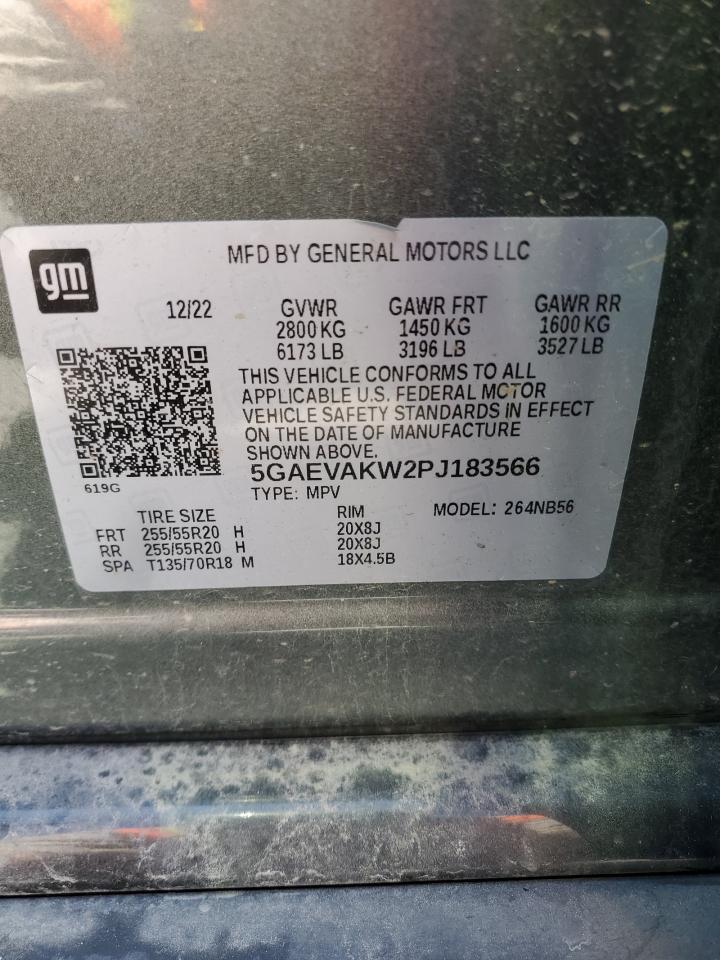 gm
MFD BY GENERAL MOTORS LLC
12/22 GVWR GAWR FRT GAWR RR
2800 KG 1450 KG 1600 KG
6173 LB 3196 LB 3527 LB
THIS VEHICLE CONFORMS TO ALL
APPLICABLE U.S. FEDERAL MOTOR
VEHICLE SAFETY STANDARDS IN EFFECT
ON THE DATE OF MANUFACTURE
SHOWN ABOVE.
5GAEVAKW2PJ183566
619G
TYPE: MPV
MODEL: 264NB56
TIRE SIZE RIM
FRT 255/55R20 H 20X8J
RR 255/55R20 H 20X8J
SPA T135/70R18 M 18X4.5B